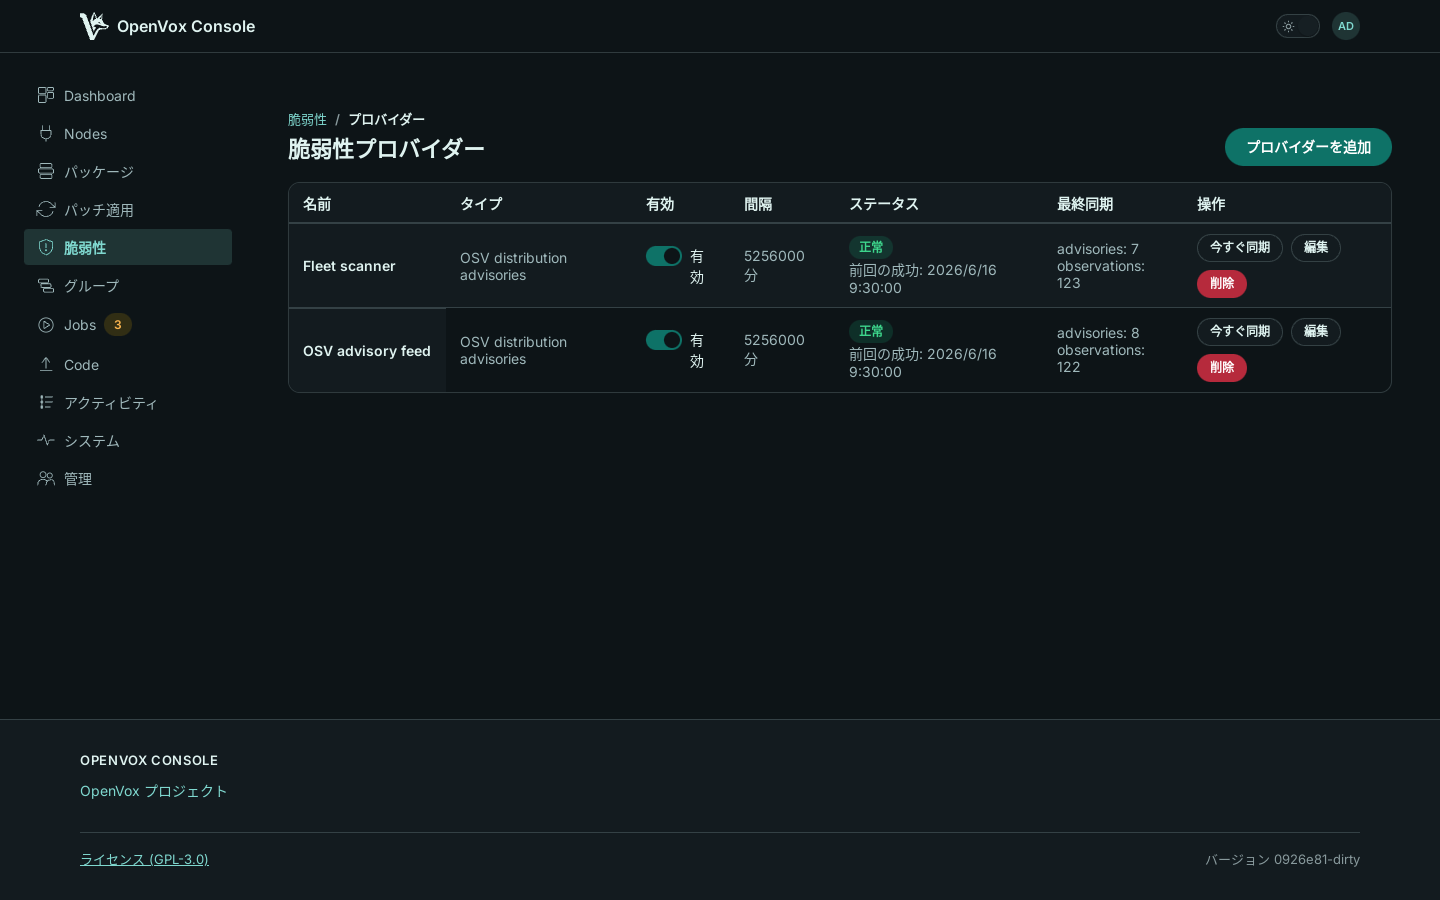 OpenVox Console
AD
Dashboard
Nodes
パッケージ
パッチ適用
脆弱性
グループ
Jobs 3
Code
アクティビティ
システム
管理
脆弱性 / プロバイダー
脆弱性プロバイダー
プロバイダーを追加
名前 タイプ 有効 間隔 ステータス 最終同期 操作
Fleet scanner
OSV distribution
advisories
有
効
5256000
分
正常
前回の成功: 2026/6/16
9:30:00
advisories: 7
observations:
123
今すぐ同期 編集
削除
OSV advisory feed
OSV distribution
advisories
有
効
5256000
分
正常
前回の成功: 2026/6/16
9:30:00
advisories: 8
observations:
122
今すぐ同期 編集
削除
OPENVOX CONSOLE
OpenVox プロジェクト
ライセンス (GPL-3.0)
バージョン 0926e81-dirty